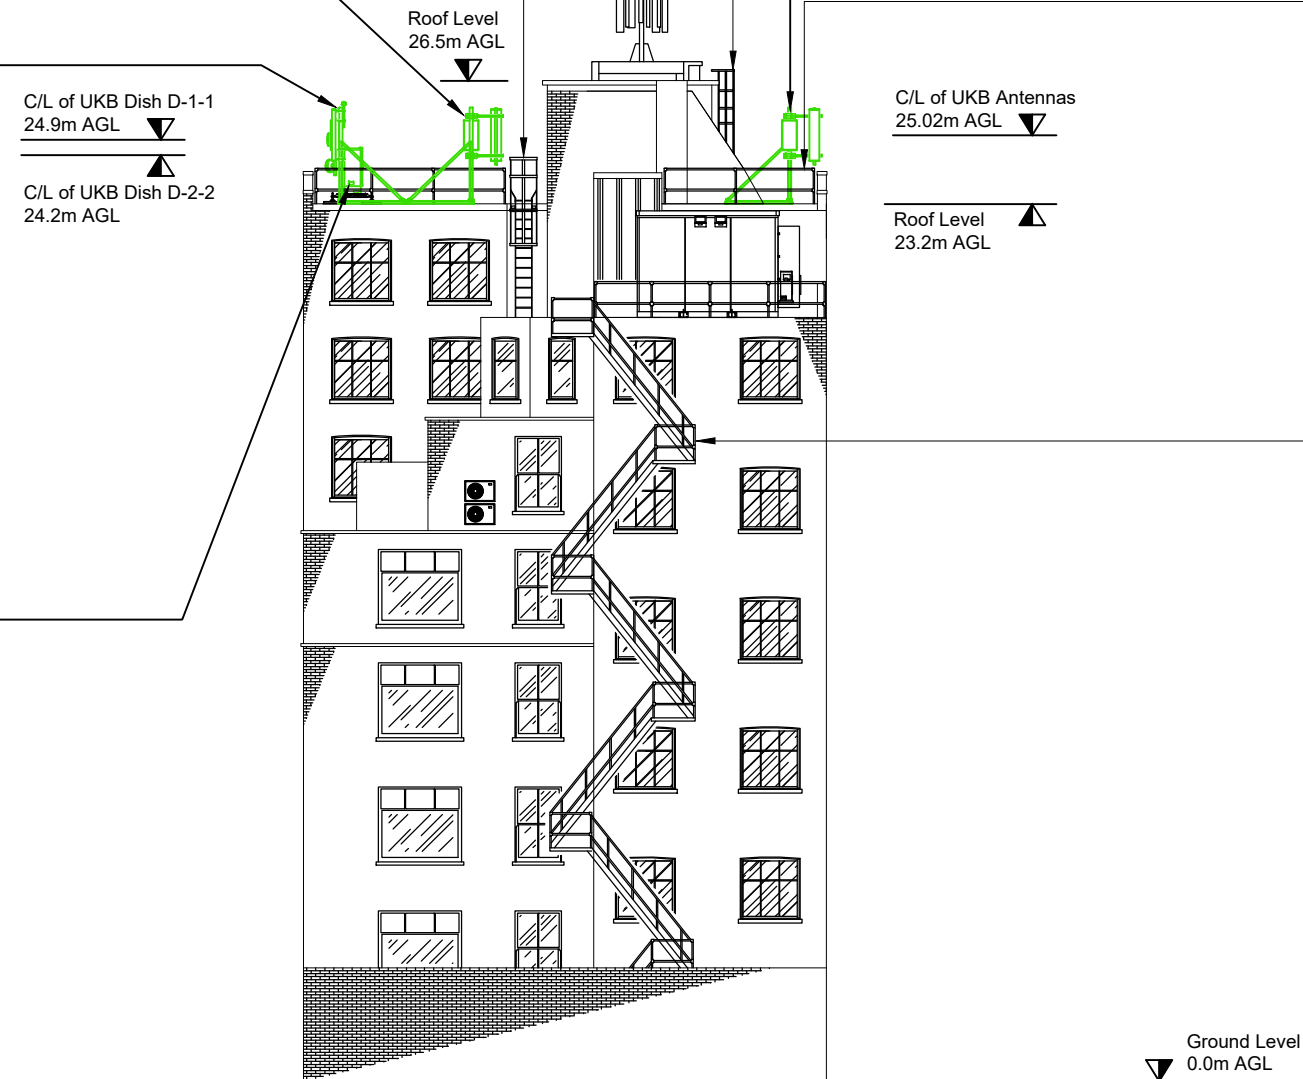 Roof Level
26.5m AGL
C/L of UKB Dish D-1-1
24.9m AGL
C/L of UKB Dish D-2-2
24.2m AGL
C/L of UKB Antennas
25.02m AGL
Roof Level
23.2m AGL
Ground Level
0.0m AGL